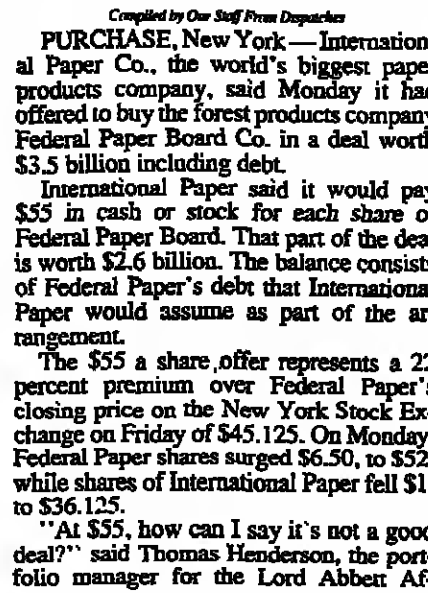 Compiled by Our Staff From Dispatches
PURCHASE, New York — Internation-
al Paper Co., the world's biggest pape
products company, said Monday it had
offered to buy the forest products company
Federal Paper Board Co. in a deal worth
$3.5 billion including debt.
International Paper said it would pay
$55 in cash or stock for each share o
Federal Paper Board. That part of the dea
is worth $2.6 billion. The balance consists
of Federal Paper's debt that Internationa
Paper would assume as part of the ar
rangement.
The $55 a share offer represents a 22
percent premium over Federal Paper's
closing price on the New York Stock Ex
change on Friday of $45.125. On Monday
Federal Paper shares surged $6.50, to $52
while shares of International Paper fell $1
to $36.125.
"At $55, how can I say it's not a good
deal?" said Thomas Henderson, the port
folio manager for the Lord Abbett Af